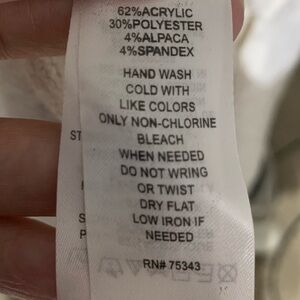 62%ACRYLIC
30%POLYESTER
4%ALPACA
4%SPANDEX
HAND WASH
COLD WITH
LIKE COLORS
ONLY NON-CHLORINE
BLEACH
WHEN NEEDED
DO NOT WRING
OR TWIST
DRY FLAT
LOW IRON IF
NEEDED
RN# 75343
ST
S
P